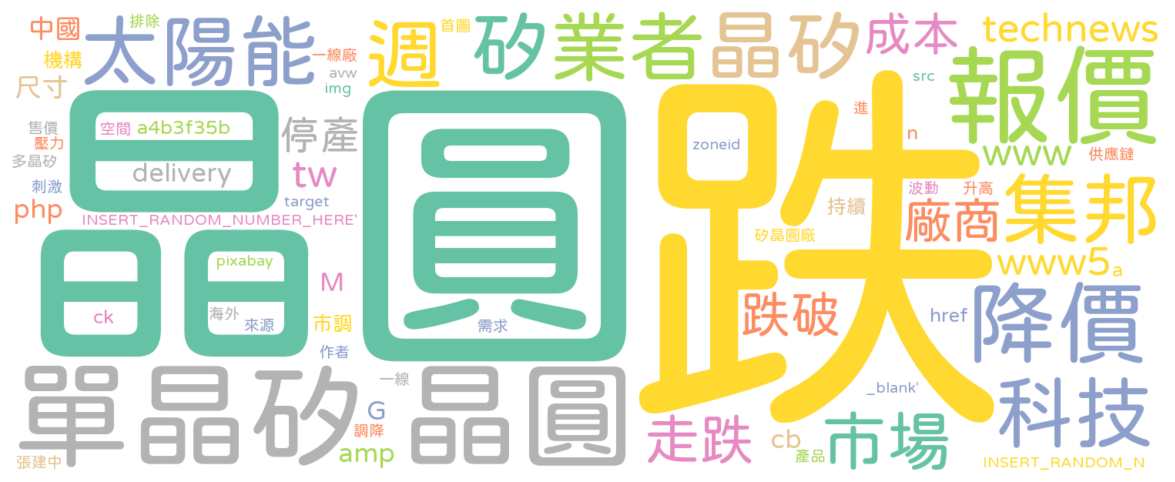 中國
排除
太陽能
一線廠
週
首圖
矽
業者
晶矽
成本
technews
機構
avw
img
src
報價
尺寸
售價
壓力
多晶矽
刺激
php
空間
a4b3f35b
delivery
停產
tw
target
INSERT_RANDOM_NUMBER_HERE'
晶圓
跌
zoneid
進
n
www
供應鏈
波動
升高
持續
廠商
集邦
矽晶圓廠
www5
a
pixabay
M
ck
海外
來源
市調
需求
作者
跌破
href
降價
單晶矽
一線
晶圓
G
調降
amp
張建中
_blank'
科技
走跌
cb
產品
市場
INSERT_RANDOM_N